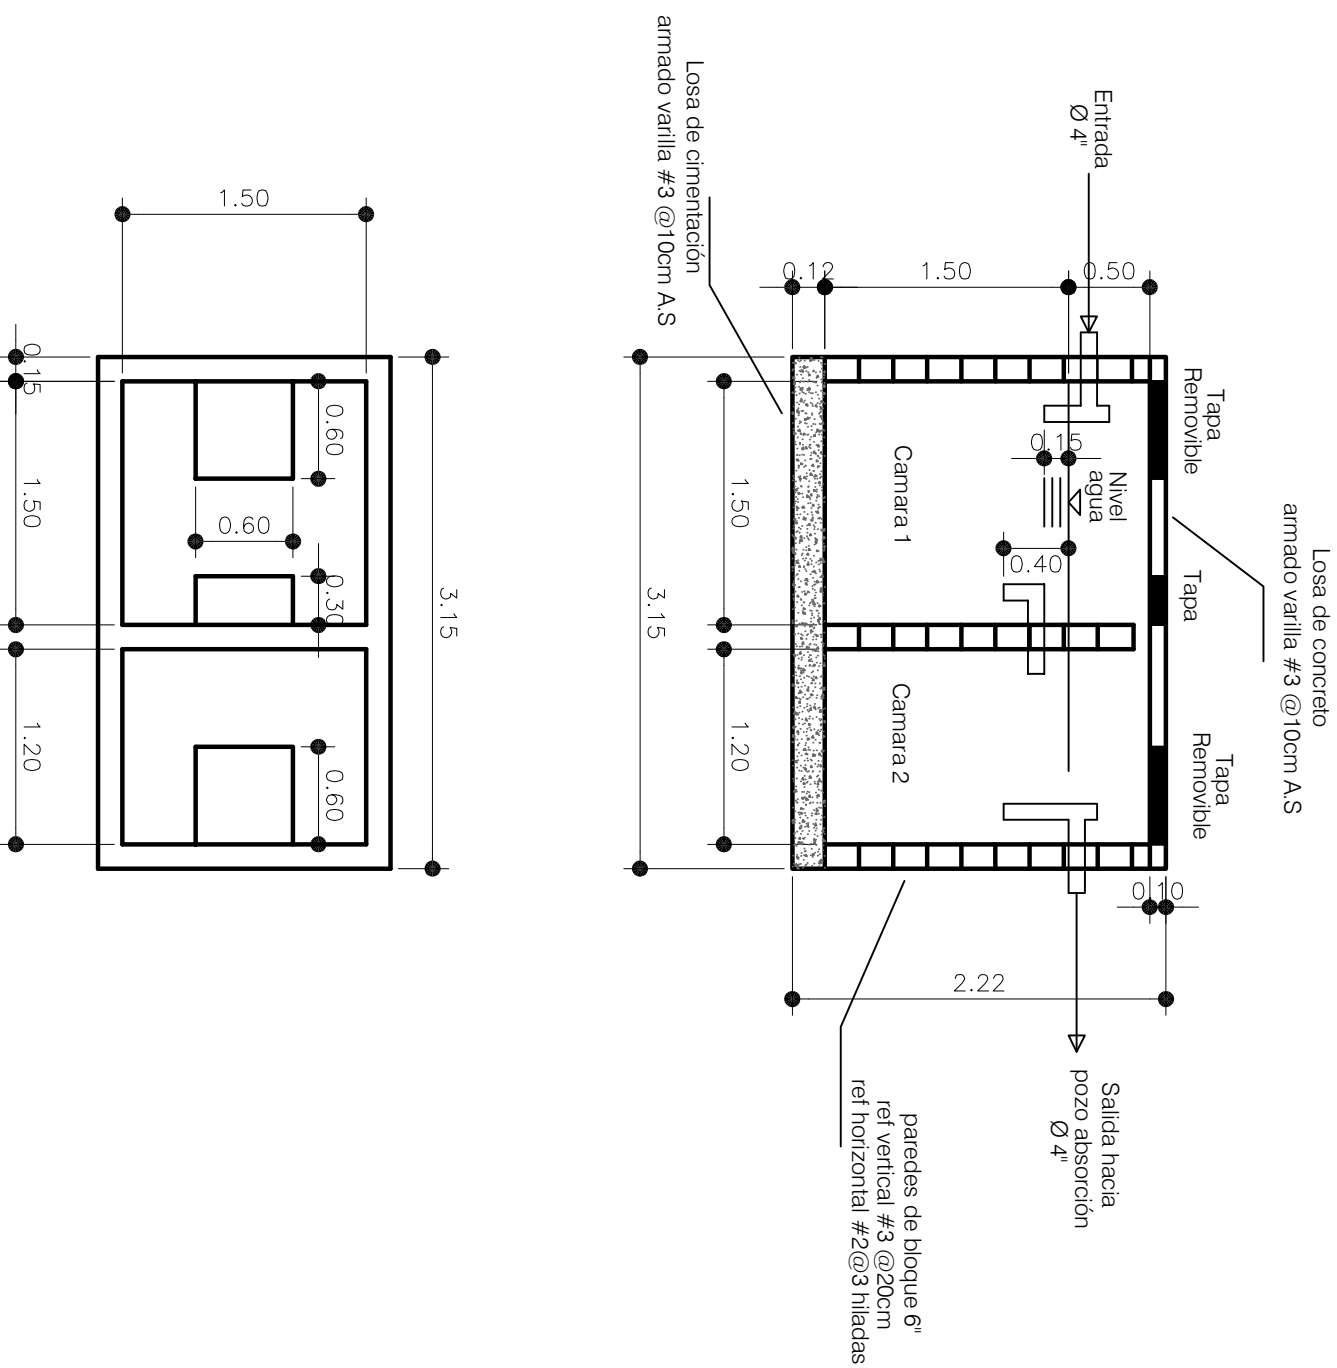 Losa de concreto
armado varilla #3 @10cm A.S
Tapa
Removible
Tapa
Tapa
Removible
Entrada
Ø 4"
Nivel
agua
Salida hacia
pozo absorción
Ø 4"
0.50
1.50
0.12
0.15
0.40
0.10
2.22
Camara 1
Camara 2
paredes de bloque 6"
ref vertical #3 @20cm
ref horizontal #2@3 hiladas
Losa de cimentación
armado varilla #3 @10cm A.S
1.50
1.20
3.15
3.15
1.50
0.60
0.60
0.30
0.60
0.15
1.50
1.20